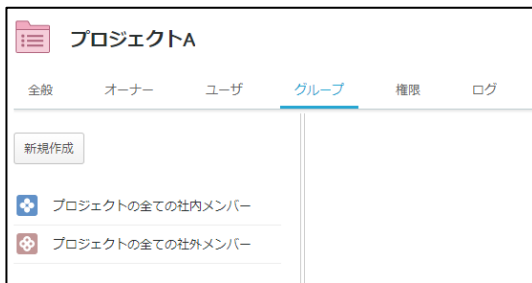 プロジェクトA
全般 オーナー ユーザ グループ 権限 ログ
新規作成
プロジェクトの全ての社内メンバー
プロジェクトの全ての社外メンバー